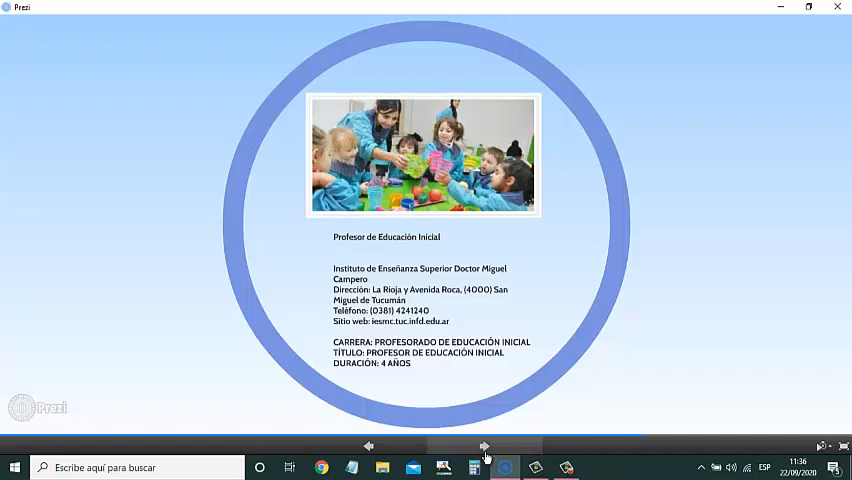 Prezi
Profesor de Educación Inicial
Instituto de Enseñanza Superior Doctor Miguel
Campero
Dirección: La Rioja y Avenida Roca, (4000) San
Miguel de Tucumán
Teléfono: (0381) 4241240
Sitio web: iesmc.tuc.infd.edu.ar
CARRERA: PROFESORADO DE EDUCACIÓN INICIAL
TÍTULO: PROFESOR DE EDUCACIÓN INICIAL
DURACIÓN: 4 AÑOS
Prezi
Escribe aquí para buscar
ESP
11:36
22/09/2020
5